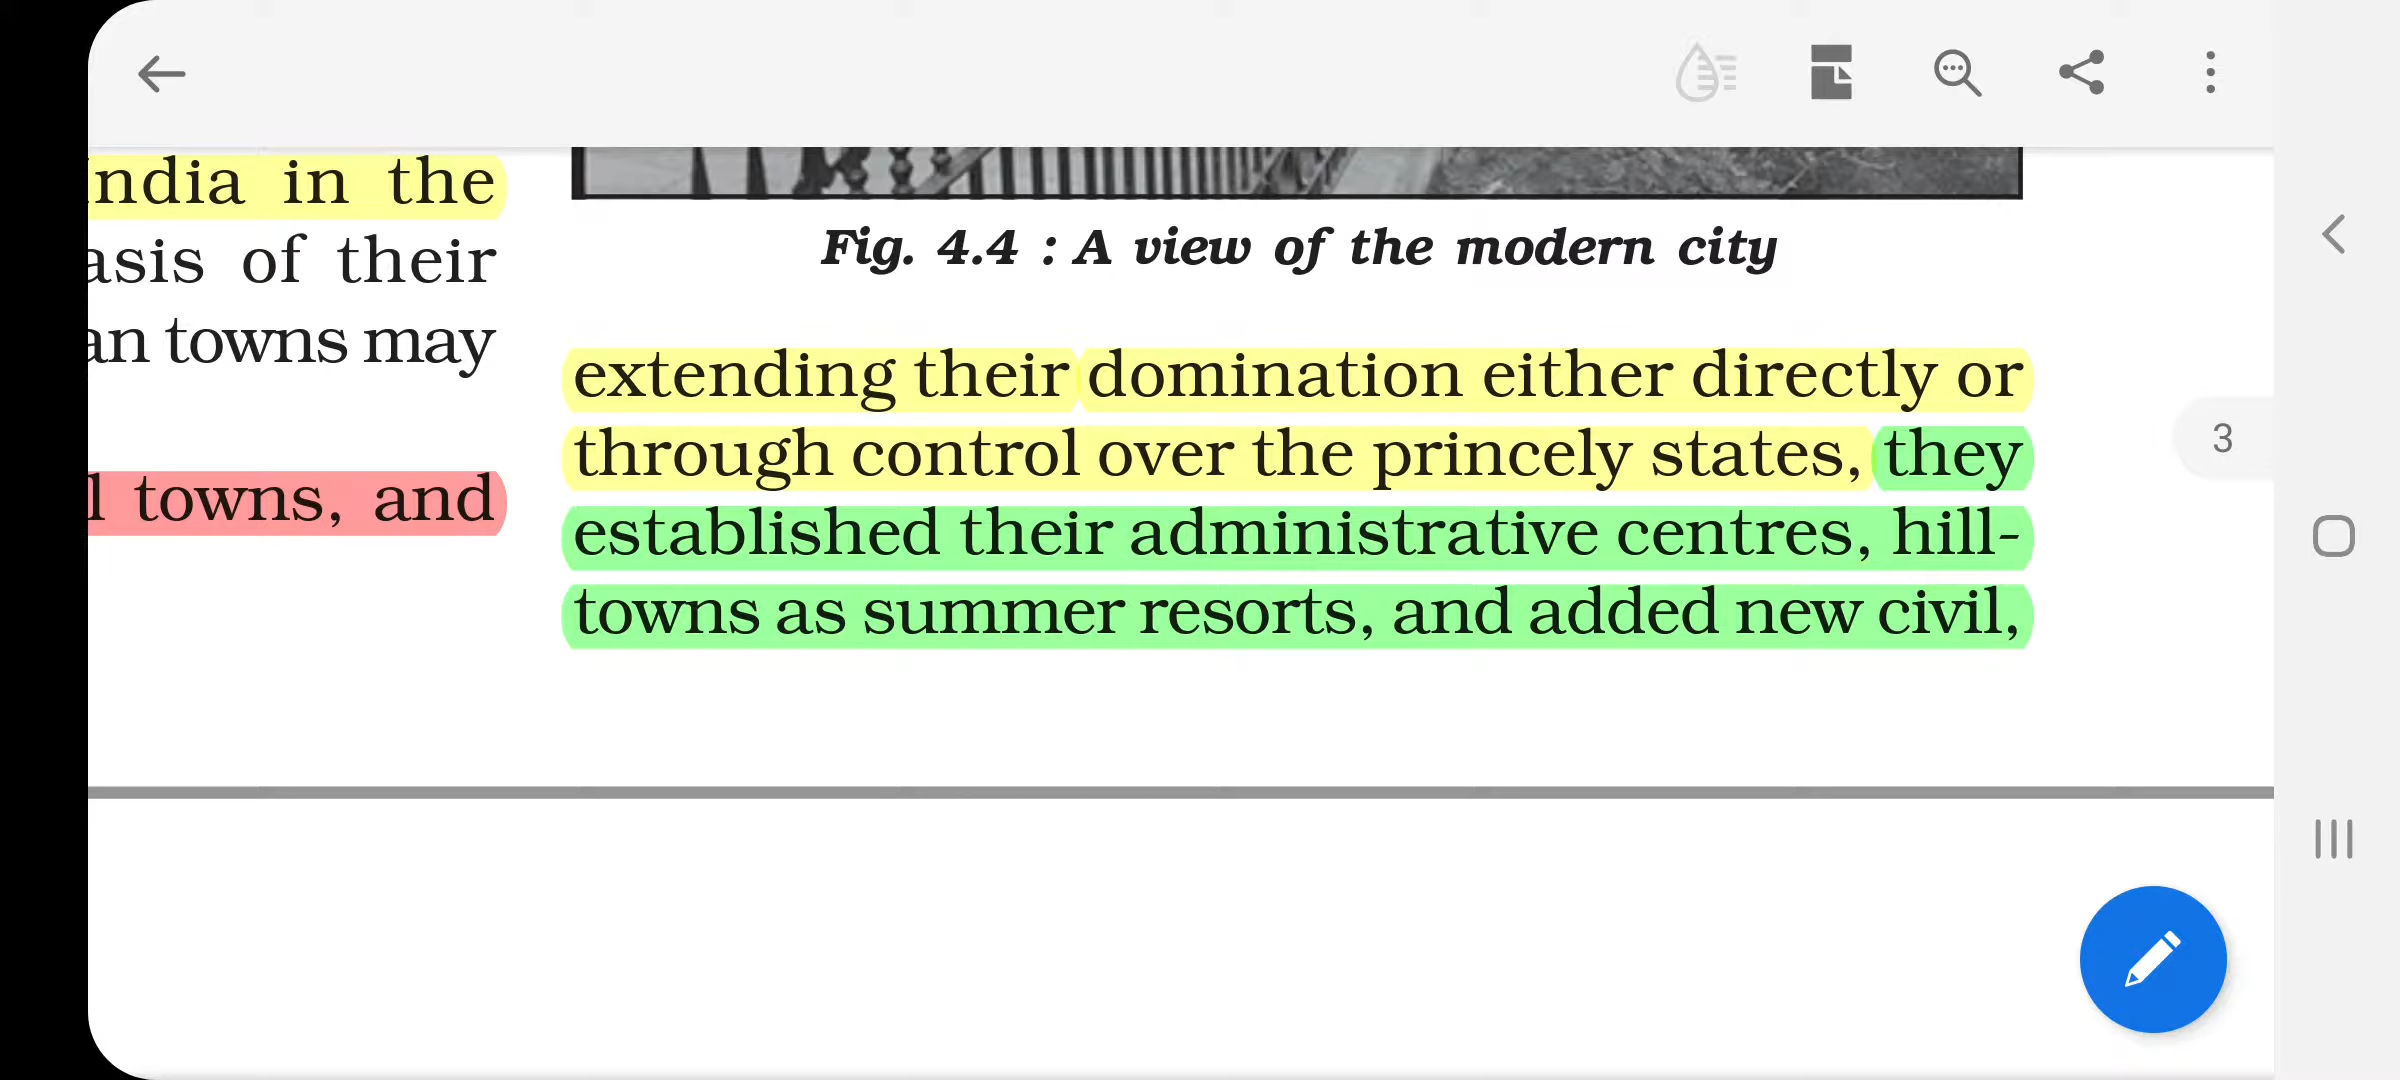 ndia in the
asis of their
an towns may
l towns, and
Fig. 4.4 : A view of the modern city
extending their domination either directly or
through control over the princely states, they
established their administrative centres, hill-
towns as summer resorts, and added new civil,
3